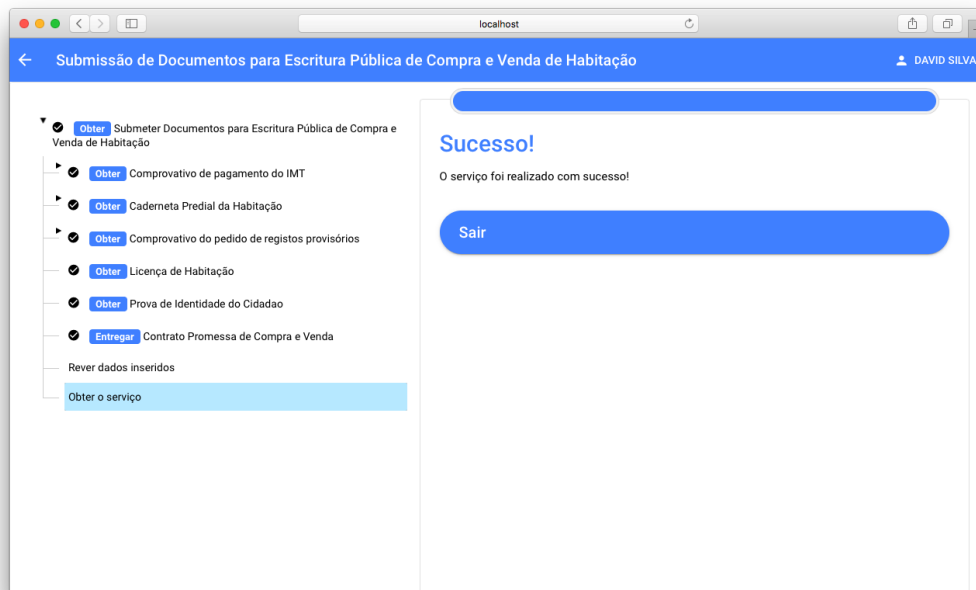 localhost
Submissão de Documentos para Escritura Pública de Compra e Venda de Habitação
DAVID SILVA
Obter Submeter Documentos para Escritura Pública de Compra e
Venda de Habitação
Obter Comprovativo de pagamento do IMT
Obter Caderneta Predial da Habitação
Obter Comprovativo do pedido de registos provisórios
Obter Licença de Habitação
Obter Prova de Identidade do Cidadao
Entregar Contrato Promessa de Compra e Venda
Rever dados inseridos
Obter o serviço
Sucesso!
O serviço foi realizado com sucesso!
Sair